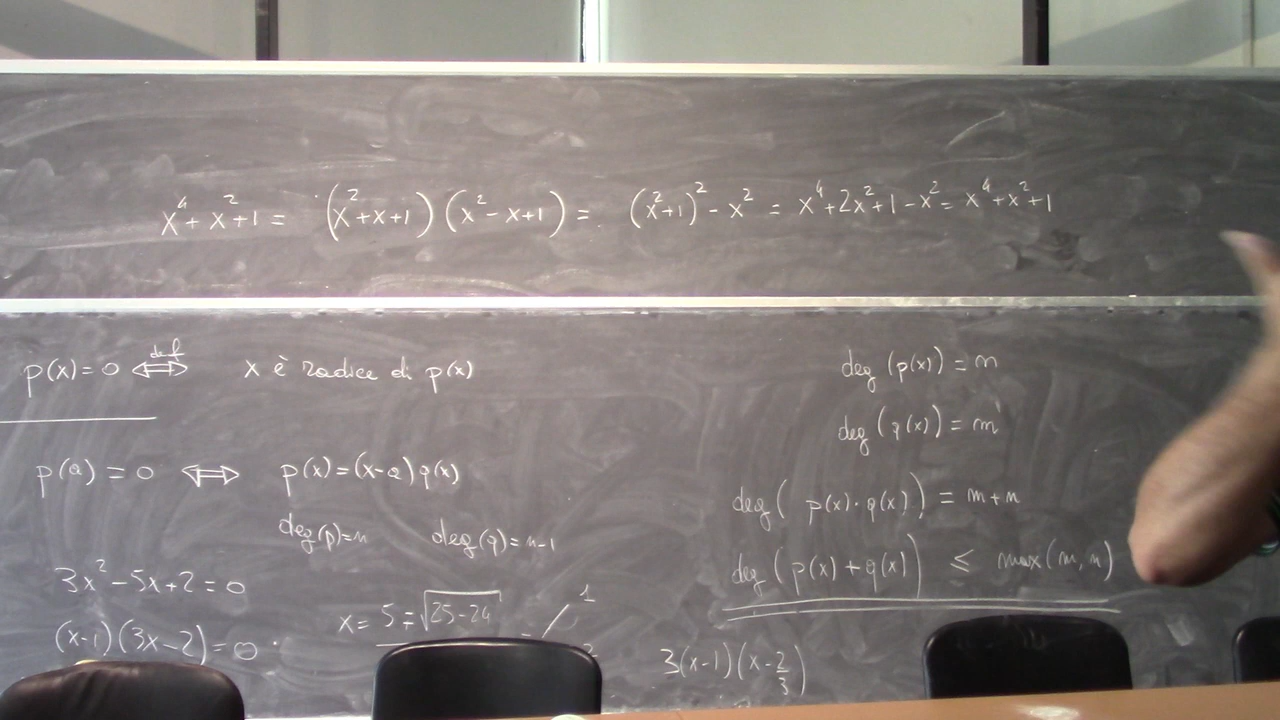 x⁴ + x² + 1 = (x² + x + 1)(x² - x + 1) = (x² + 1)² - x² = x⁴ + 2x² + 1 - x² = x⁴ + x² + 1
p(x) = 0 ⟺ def x è radice di p(x)
p(a) = 0 ⟺ p(x) = (x-a) q(x)
deg(p) = n deg(q) = n-1
3x² - 5x + 2 = 0
(x-1)(3x-2) = 0
x = 5 ∓ √25-24
1
2
deg(p(x)) = n
deg(q(x)) = m
deg(p(x)·q(x)) = m+n
deg(p(x)+q(x)) ≤ max(m,n)
3(x-1)(x-2/3)